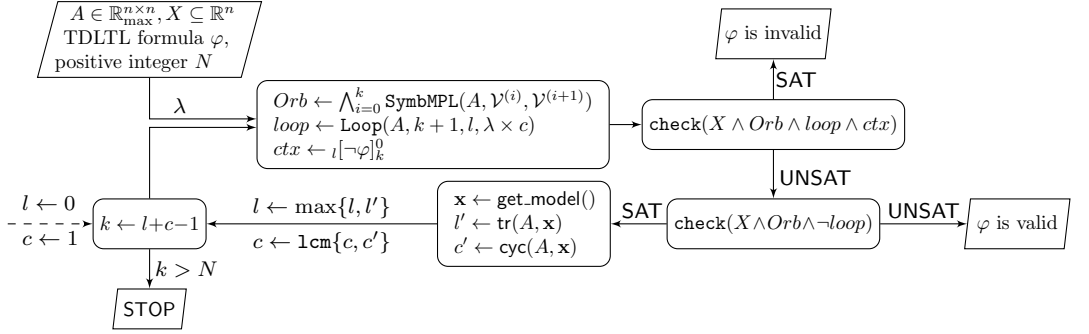 A ∈ ℝ_max^{n×n}, X ⊆ ℝ^n
TDLTL formula φ,
positive integer N
λ
Orb ← ⋀_{i=0}^{k} SymbMPL(A, 𝒱^{(i)}, 𝒱^{(i+1)})
loop ← Loop(A, k + 1, l, λ × c)
ctx ← _l[¬φ]_k^0
φ is invalid
SAT
check(X ∧ Orb ∧ loop ∧ ctx)
UNSAT
check(X∧Orb∧¬loop)
UNSAT
φ is valid
SAT
x ← get_model()
l′ ← tr(A, x)
c′ ← cyc(A, x)
l ← max{l, l′}
c ← lcm{c, c′}
l ← 0
c ← 1
k ← l+c−1
k > N
STOP